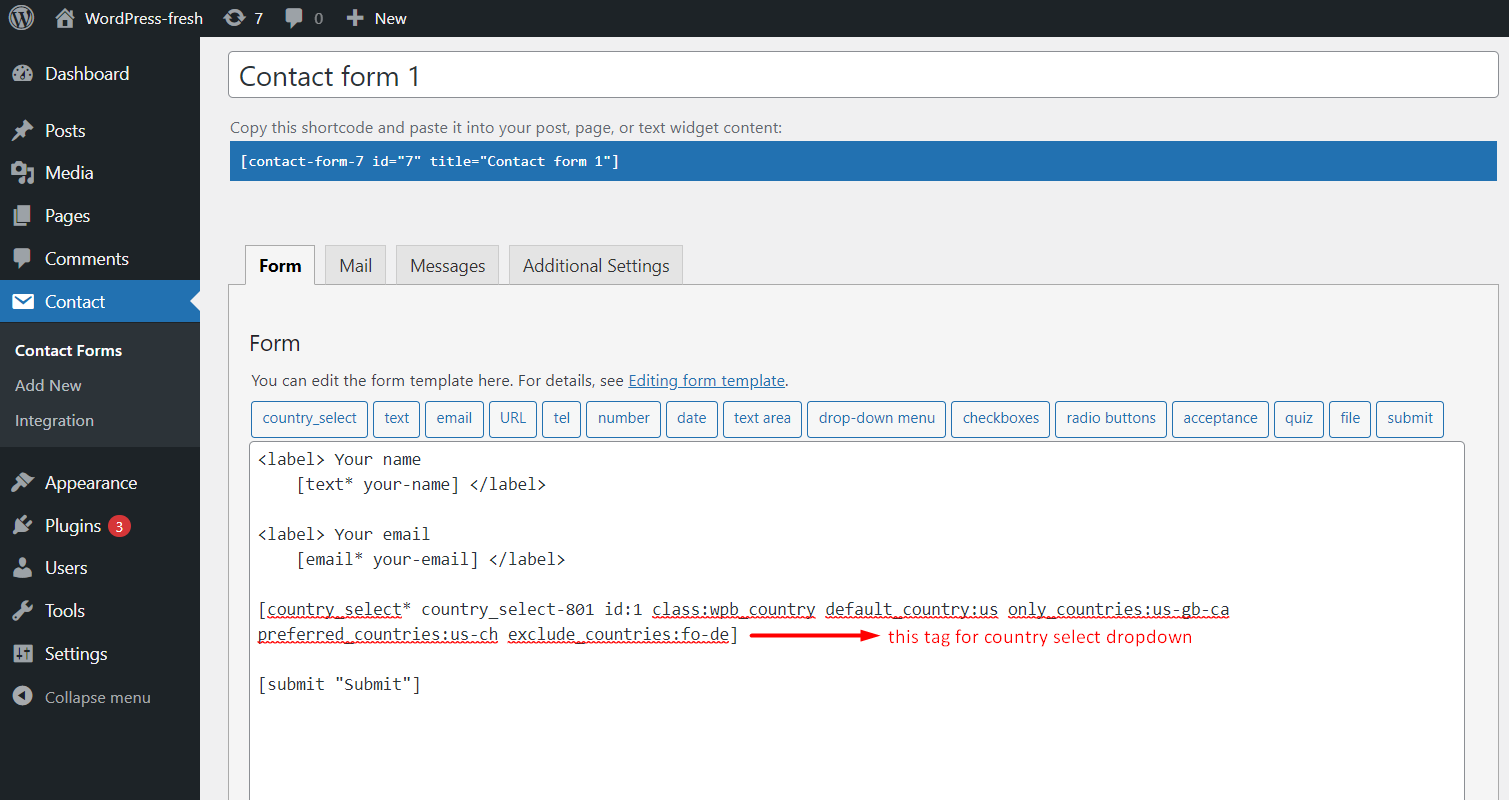 WordPress-fresh 7 0 New
Dashboard
Posts
Media
Pages
Comments
Contact
Contact Forms
Add New
Integration
Appearance
Plugins 3
Users
Tools
Settings
Collapse menu
Contact form 1
Copy this shortcode and paste it into your post, page, or text widget content:
[contact-form-7 id="7" title="Contact form 1"]
Form Mail Messages Additional Settings
Form
You can edit the form template here. For details, see Editing form template.
country_select text email URL tel number date text area drop-down menu checkboxes radio buttons acceptance quiz file submit
<label> Your name
[text* your-name] </label>
<label> Your email
[email* your-email] </label>
[country_select* country_select-801 id:1 class:wpb_country default_country:us only_countries:us-gb-ca
preferred_countries:us-ch exclude_countries:fo-de] this tag for country select dropdown
[submit "Submit"]